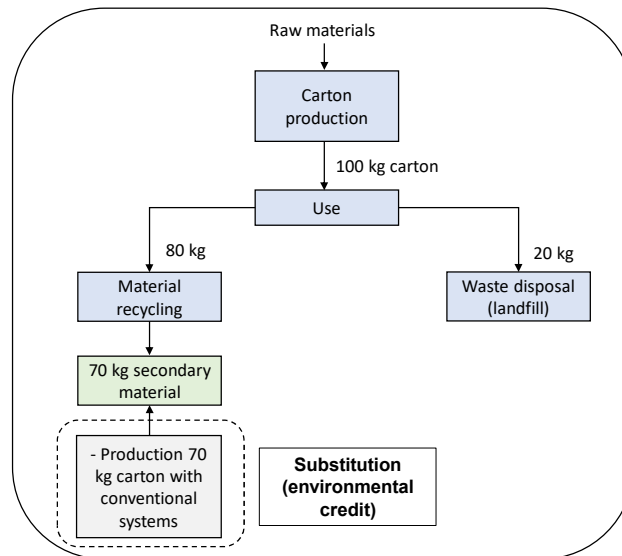 Raw materials
Carton
production
100 kg carton
Use
80 kg
20 kg
Material
recycling
Waste disposal
(landfill)
70 kg secondary
material
- Production 70
kg carton with
conventional
systems
Substitution
(environmental
credit)